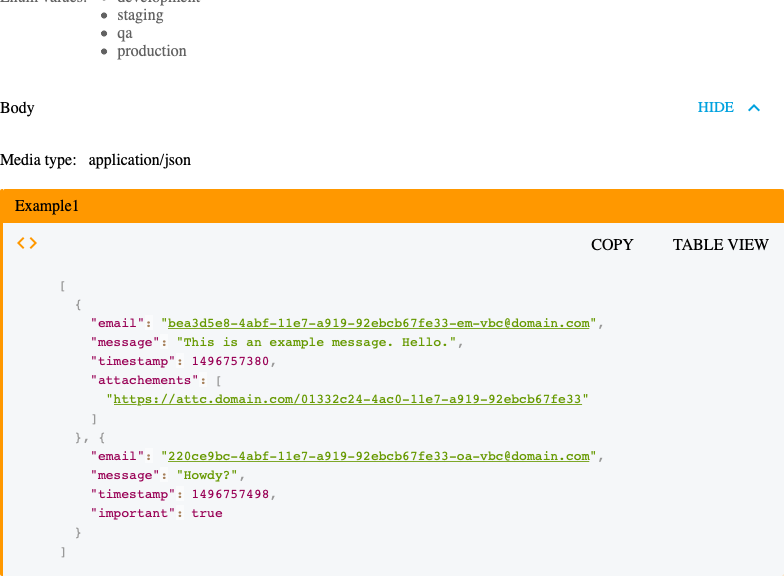 Enum values: • development
• staging
• qa
• production
Body
HIDE
Media type: application/json
Example1
<> COPY TABLE VIEW
[
{
"email": "bea3d5e8-4abf-11e7-a919-92ebcb67fe33-em-vbc@domain.com",
"message": "This is an example message. Hello.",
"timestamp": 1496757380,
"attachements": [
"https://attc.domain.com/01332c24-4ac0-11e7-a919-92ebcb67fe33"
]
}, {
"email": "220ce9bc-4abf-11e7-a919-92ebcb67fe33-oa-vbc@domain.com",
"message": "Howdy?",
"timestamp": 1496757498,
"important": true
}
]